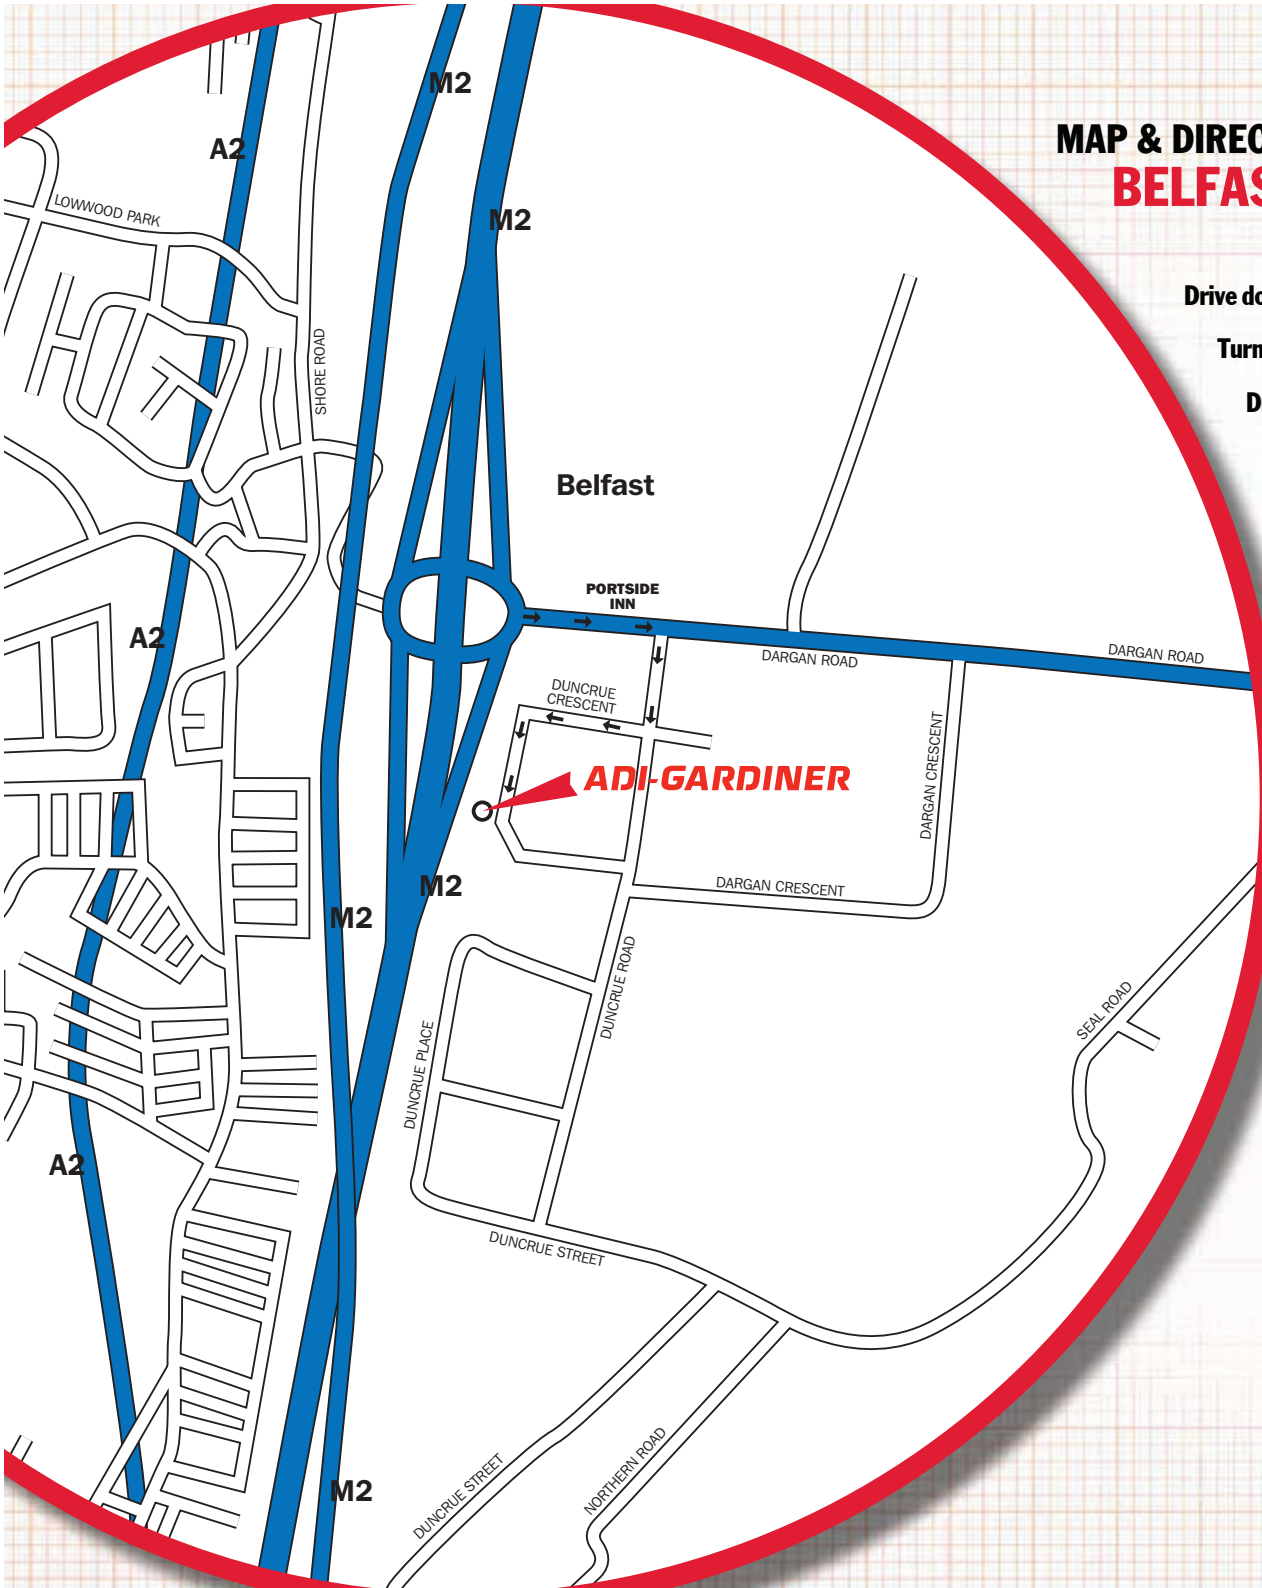 M2
A2
M2
MAP & DIREC
BELFAS
LOWWOOD PARK
Drive do
Turn
D
SHORE ROAD
Belfast
PORTSIDE
INN
A2
DARGAN ROAD
DARGAN ROAD
DUNCRUE
CRESCENT
ADI-GARDINER
DARGAN CRESCENT
M2
DARGAN CRESCENT
M2
DUNCRUE ROAD
SEAL ROAD
DUNCRUE PLACE
A2
DUNCRUE STREET
M2
DUNCRUE STREET
NORTHERN ROAD